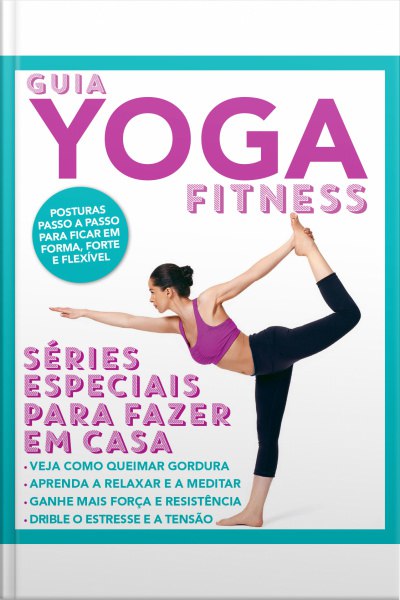 GUIA
YOGA
FITNESS
POSTURAS
PASSO A PASSO
PARA FICAR EM
FORMA, FORTE
E FLEXÍVEL
SÉRIES
ESPECIAIS
PARA FAZER
EM CASA
• VEJA COMO QUEIMAR GORDURA
• APRENDA A RELAXAR E A MEDITAR
• GANHE MAIS FORÇA E RESISTÊNCIA
• DRIBLE O ESTRESSE E A TENSÃO